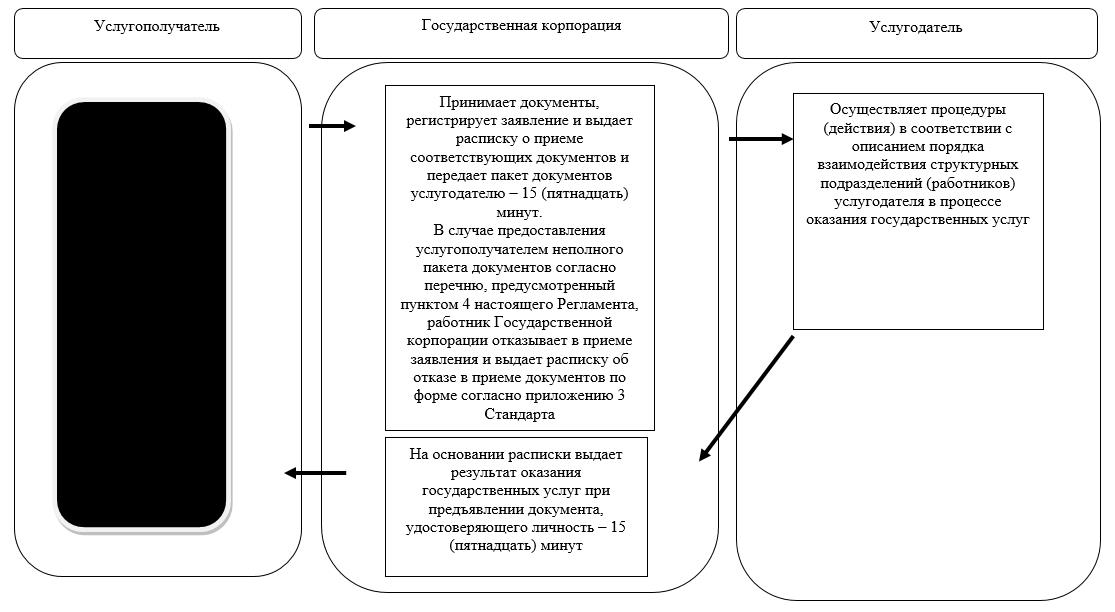 Услугополучатель
Государственная корпорация
Услугодатель
Принимает документы,
регистрирует заявление и выдает
расписку о приеме
соответствующих документов и
передает пакет документов
услугодателю – 15 (пятнадцать)
минут.
В случае предоставления
услугополучателем неполного
пакета документов согласно
перечню, предусмотренный
пунктом 4 настоящего Регламента,
работник Государственной
корпорации отказывает в приеме
заявления и выдает расписку об
отказе в приеме документов по
форме согласно приложению 3
Стандарта
На основании расписки выдает
результат оказания
государственных услуг при
предъявлении документа,
удостоверяющего личность – 15
(пятнадцать) минут
Осуществляет процедуры
(действия) в соответствии с
описанием порядка
взаимодействия структурных
подразделений (работников)
услугодателя в процессе
оказания государственных услуг